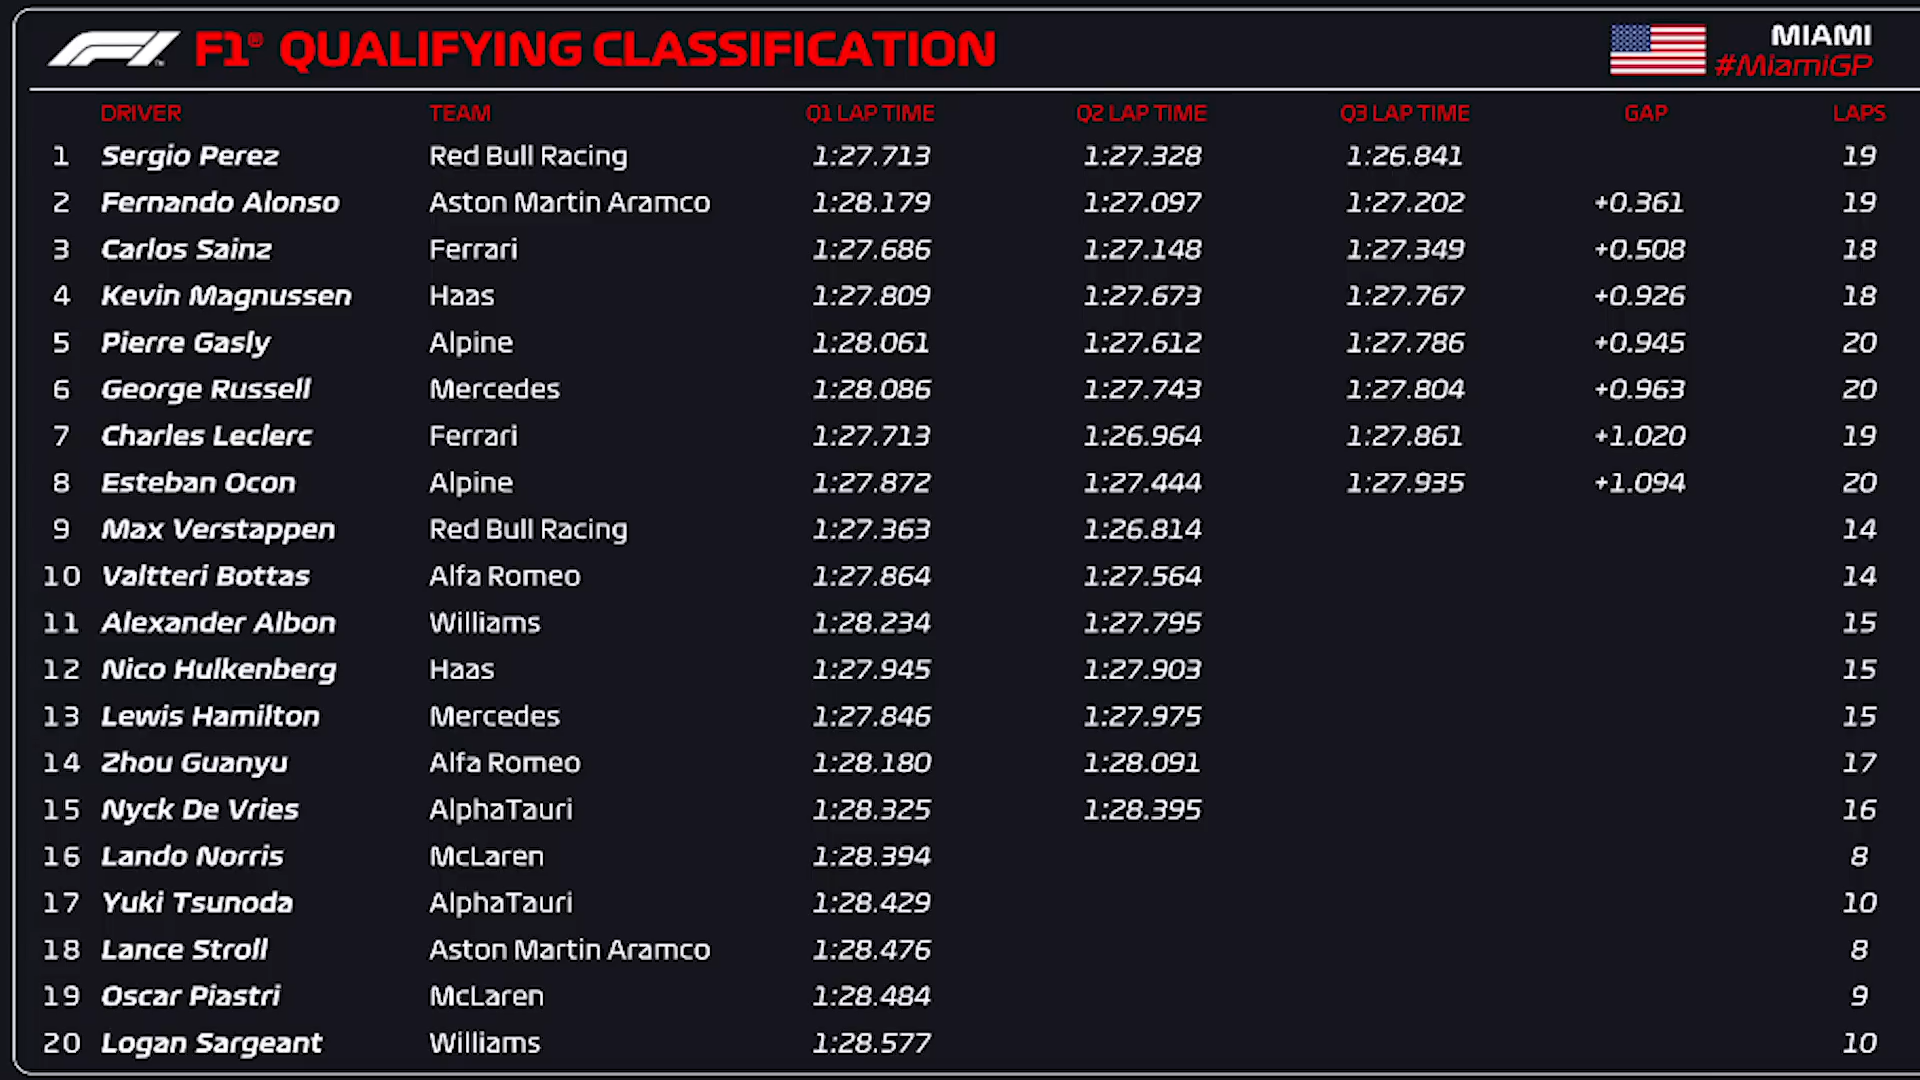 F1® QUALIFYING CLASSIFICATION
MIAMI
#MiamiGP
DRIVER TEAM Q1 LAP TIME Q2 LAP TIME Q3 LAP TIME GAP LAPS
1 Sergio Perez Red Bull Racing 1:27.713 1:27.328 1:26.841 19
2 Fernando Alonso Aston Martin Aramco 1:28.179 1:27.097 1:27.202 +0.361 19
3 Carlos Sainz Ferrari 1:27.686 1:27.148 1:27.349 +0.508 18
4 Kevin Magnussen Haas 1:27.809 1:27.673 1:27.767 +0.926 18
5 Pierre Gasly Alpine 1:28.061 1:27.612 1:27.786 +0.945 20
6 George Russell Mercedes 1:28.086 1:27.743 1:27.804 +0.963 20
7 Charles Leclerc Ferrari 1:27.713 1:26.964 1:27.861 +1.020 19
8 Esteban Ocon Alpine 1:27.872 1:27.444 1:27.935 +1.094 20
9 Max Verstappen Red Bull Racing 1:27.363 1:26.814 14
10 Valtteri Bottas Alfa Romeo 1:27.864 1:27.564 14
11 Alexander Albon Williams 1:28.234 1:27.795 15
12 Nico Hulkenberg Haas 1:27.945 1:27.903 15
13 Lewis Hamilton Mercedes 1:27.846 1:27.975 15
14 Zhou Guanyu Alfa Romeo 1:28.180 1:28.091 17
15 Nyck De Vries AlphaTauri 1:28.325 1:28.395 16
16 Lando Norris McLaren 1:28.394 8
17 Yuki Tsunoda AlphaTauri 1:28.429 10
18 Lance Stroll Aston Martin Aramco 1:28.476 8
19 Oscar Piastri McLaren 1:28.484 9
20 Logan Sargeant Williams 1:28.577 10